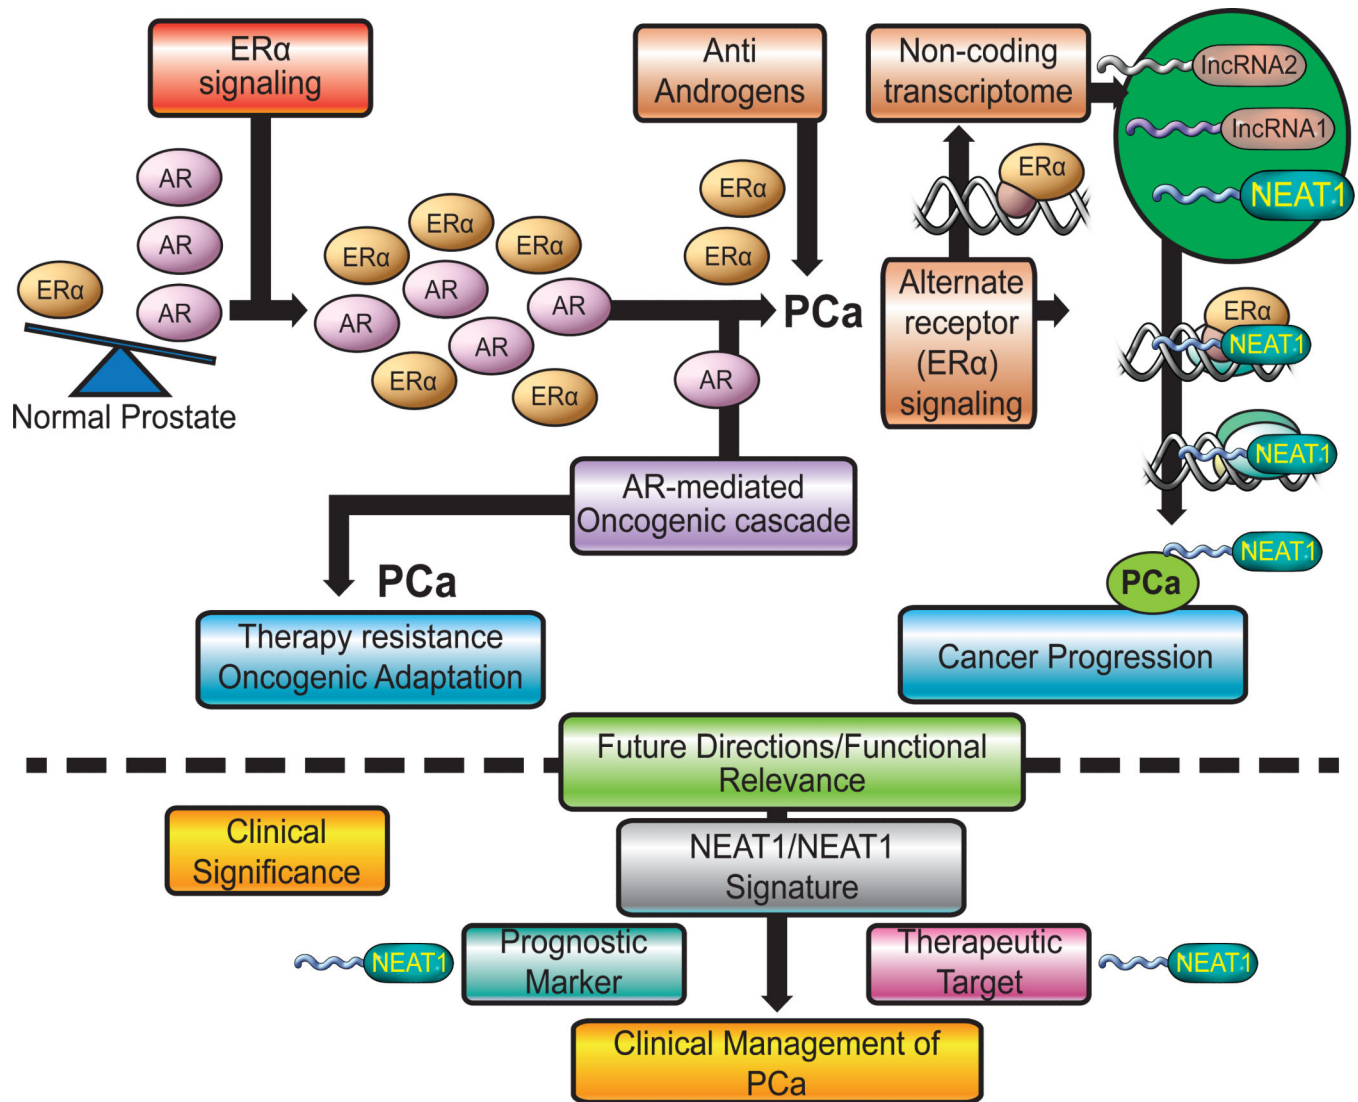 ERα
signaling
Anti
Androgens
Non-coding
transcriptome
lncRNA2
lncRNA1
NEAT1
AR
AR
AR
ERα
Normal Prostate
ERα
ERα
ERα
AR
AR
AR
AR
ERα
ERα
ERα
ERα
PCa
AR
ERα
Alternate
receptor
(ERα)
signaling
ERα
NEAT1
NEAT1
NEAT1
PCa
Cancer Progression
AR-mediated
Oncogenic cascade
PCa
Therapy resistance
Oncogenic Adaptation
Future Directions/Functional
Relevance
Clinical
Significance
NEAT1/NEAT1
Signature
NEAT1
Prognostic
Marker
Therapeutic
Target
NEAT1
Clinical Management of
PCa